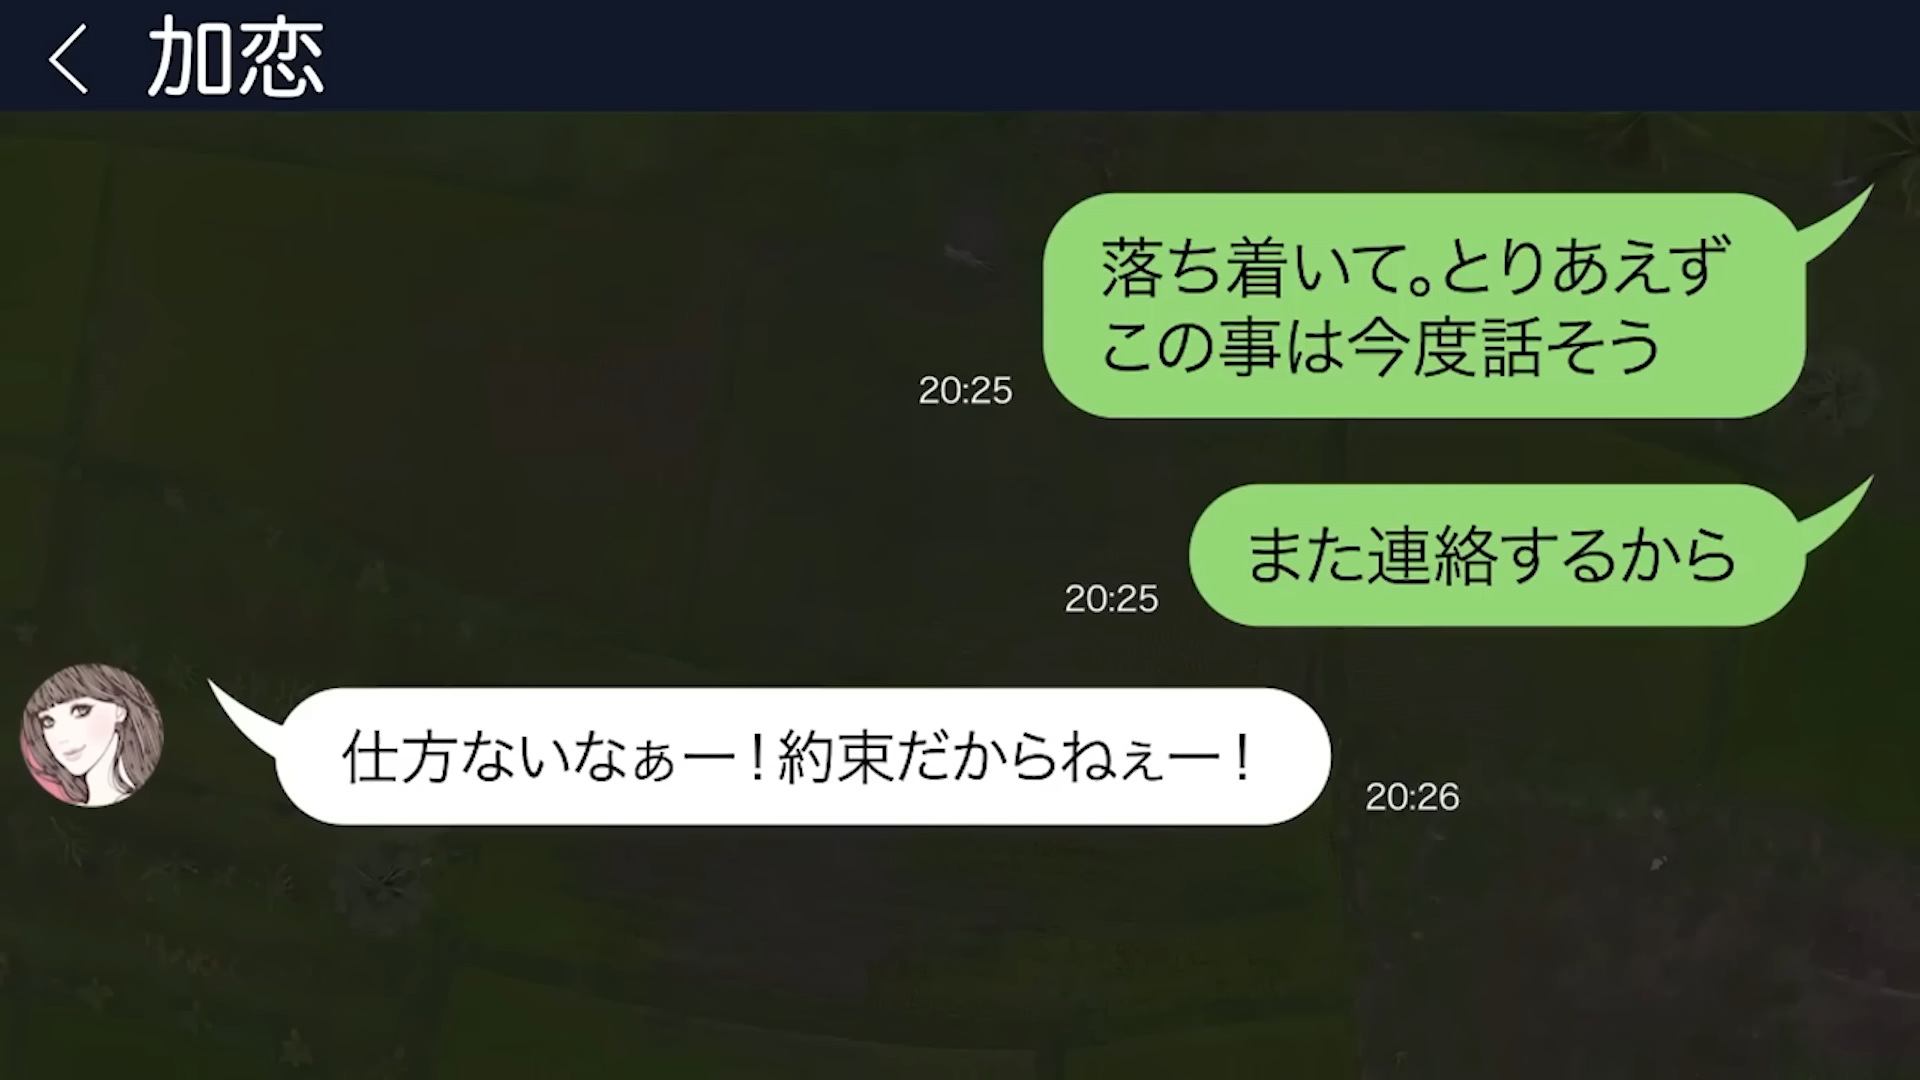 加恋
落ち着いて。とりあえず
この事は今度話そう
20:25
また連絡するから
20:25
仕方ないなぁー！約束だからねぇー！
20:26